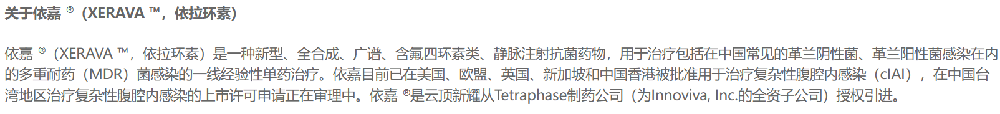 关于依嘉 ®（XERAVA ™，依拉环素）
依嘉 ®（XERAVA ™，依拉环素）是一种新型、全合成、广谱、含氟四环素类、静脉注射抗菌药物，用于治疗包括在中国常见的革兰阴性菌、革兰阳性菌感染在内
的多重耐药（MDR）菌感染的一线经验性单药治疗。依嘉目前已在美国、欧盟、英国、新加坡和中国香港被批准用于治疗复杂性腹腔内感染（cIAI），在中国台
湾地区治疗复杂性腹腔内感染的上市许可申请正在审理中。依嘉 ®是云顶新耀从Tetraphase制药公司（为Innoviva, Inc.的全资子公司）授权引进。